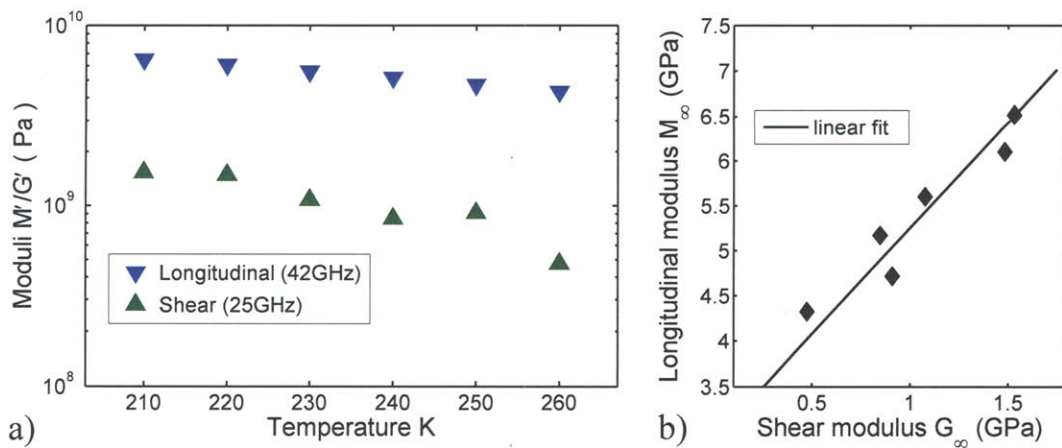 10^10
10^9
10^8
Moduli M'/G' ( Pa )
Longitudinal (42GHz)
Shear (25GHz)
210 220 230 240 250 260
Temperature K
a)
7.5
7
6.5
6
5.5
5
4.5
4
3.5
Longitudinal modulus M_∞ (GPa)
linear fit
0.5 1 1.5
Shear modulus G_∞ (GPa)
b)